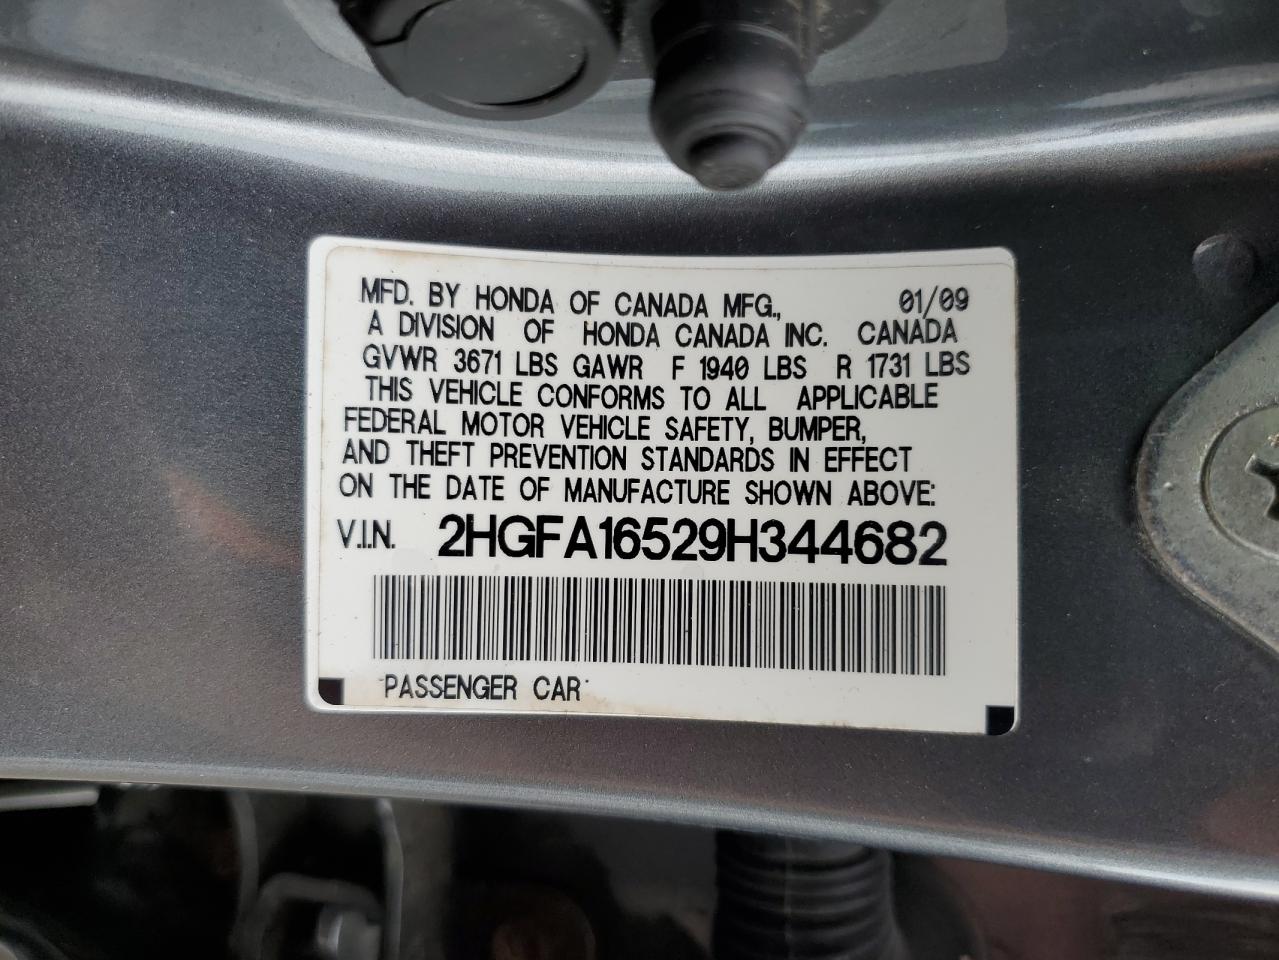 MFD. BY HONDA OF CANADA MFG., 01/09
A DIVISION OF HONDA CANADA INC. CANADA
GVWR 3671 LBS GAWR F 1940 LBS R 1731 LBS
THIS VEHICLE CONFORMS TO ALL APPLICABLE
FEDERAL MOTOR VEHICLE SAFETY, BUMPER,
AND THEFT PREVENTION STANDARDS IN EFFECT
ON THE DATE OF MANUFACTURE SHOWN ABOVE:
V.I.N. 2HGFA16529H344682
PASSENGER CAR